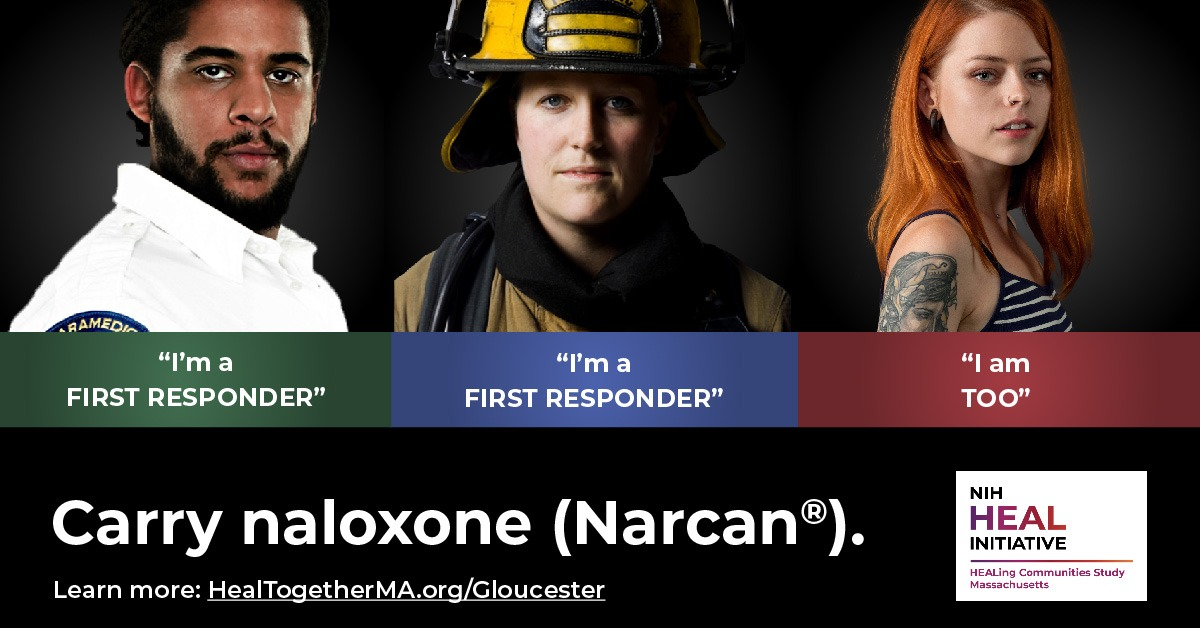 PARAMEDIC
“I’m a
FIRST RESPONDER”
“I’m a
FIRST RESPONDER”
“I am
TOO”
Carry naloxone (Narcan®).
Learn more: HealTogetherMA.org/Gloucester
NIH
HEAL
INITIATIVE
HEALing Communities Study
Massachusetts